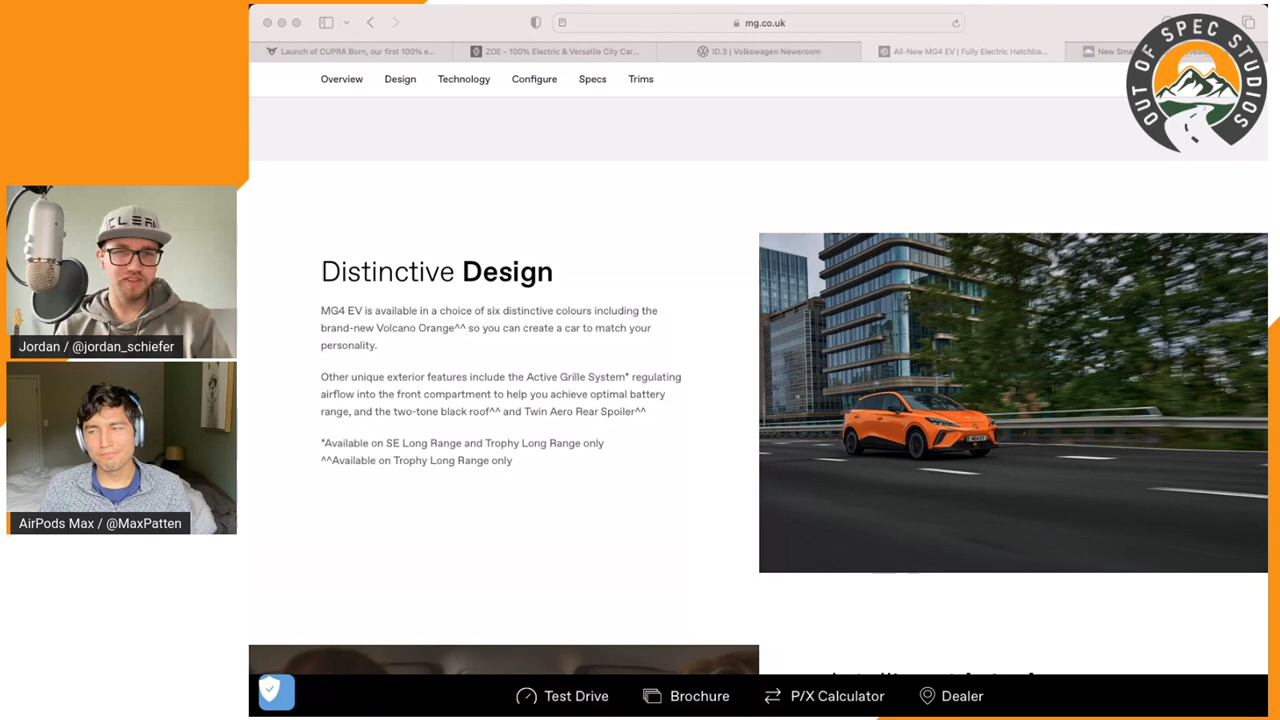 mg.co.uk
Launch of CUPRA Born, our first 100% e...
ZOE - 100% Electric & Versatile City Car...
ID.3 | Volkswagen Newsroom
All-New MG4 EV | Fully Electric Hatchba...
New Smar
OUT OF SPEC STUDIOS
Overview
Design
Technology
Configure
Specs
Trims
Distinctive Design
MG4 EV is available in a choice of six distinctive colours including the
brand-new Volcano Orange^^ so you can create a car to match your
personality.
Other unique exterior features include the Active Grille System* regulating
airflow into the front compartment to help you achieve optimal battery
range, and the two-tone black roof^^ and Twin Aero Rear Spoiler^^
*Available on SE Long Range and Trophy Long Range only
^^Available on Trophy Long Range only
Jordan / @jordan_schiefer
AirPods Max / @MaxPatten
Test Drive
Brochure
P/X Calculator
Dealer